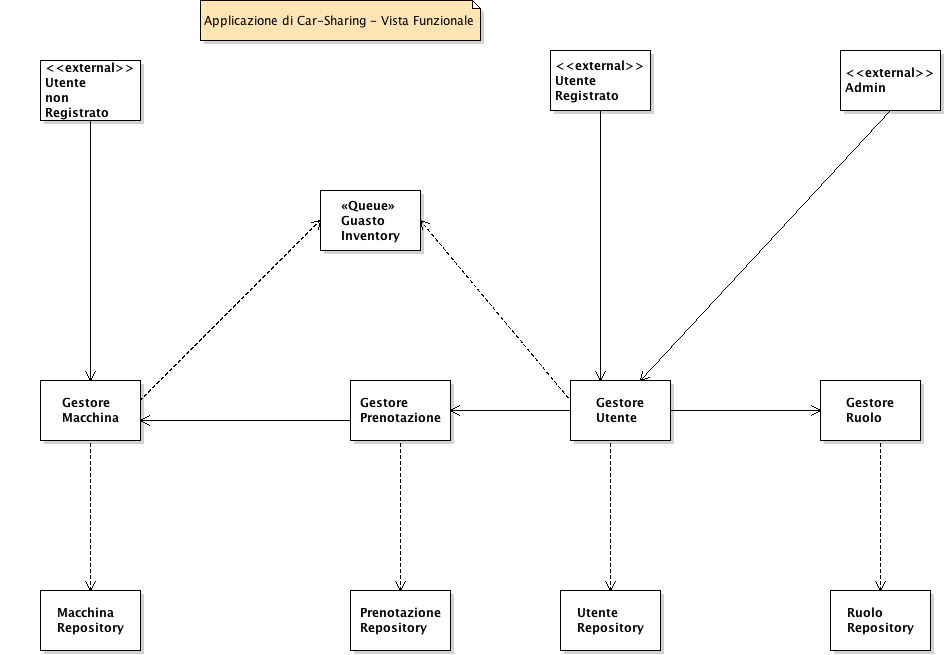 Applicazione di Car-Sharing - Vista Funzionale
<<external>>
Utente
non
Registrato
<<external>>
Utente
Registrato
<<external>>
Admin
«Queue»
Guasto
Inventory
Gestore
Macchina
Gestore
Prenotazione
Gestore
Utente
Gestore
Ruolo
Macchina
Repository
Prenotazione
Repository
Utente
Repository
Ruolo
Repository